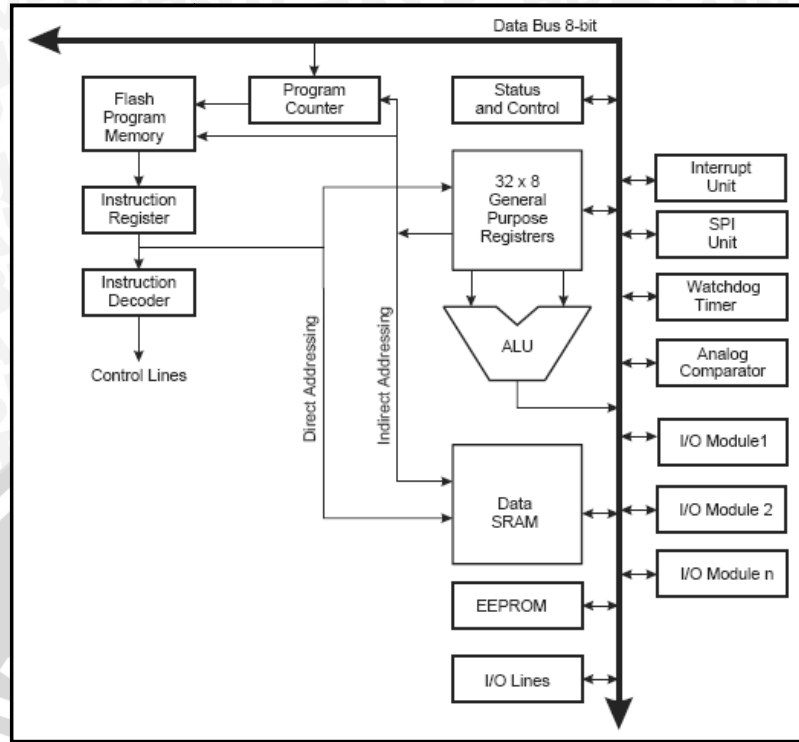 Data Bus 8-bit
Flash
Program
Memory
Program
Counter
Status
and Control
32 x 8
General
Purpose
Registrers
Interrupt
Unit
Instruction
Register
SPI
Unit
Instruction
Decoder
Watchdog
Timer
ALU
Analog
Comparator
Control Lines
Direct Addressing
Indirect Addressing
I/O Module1
Data
SRAM
I/O Module 2
I/O Module n
EEPROM
I/O Lines